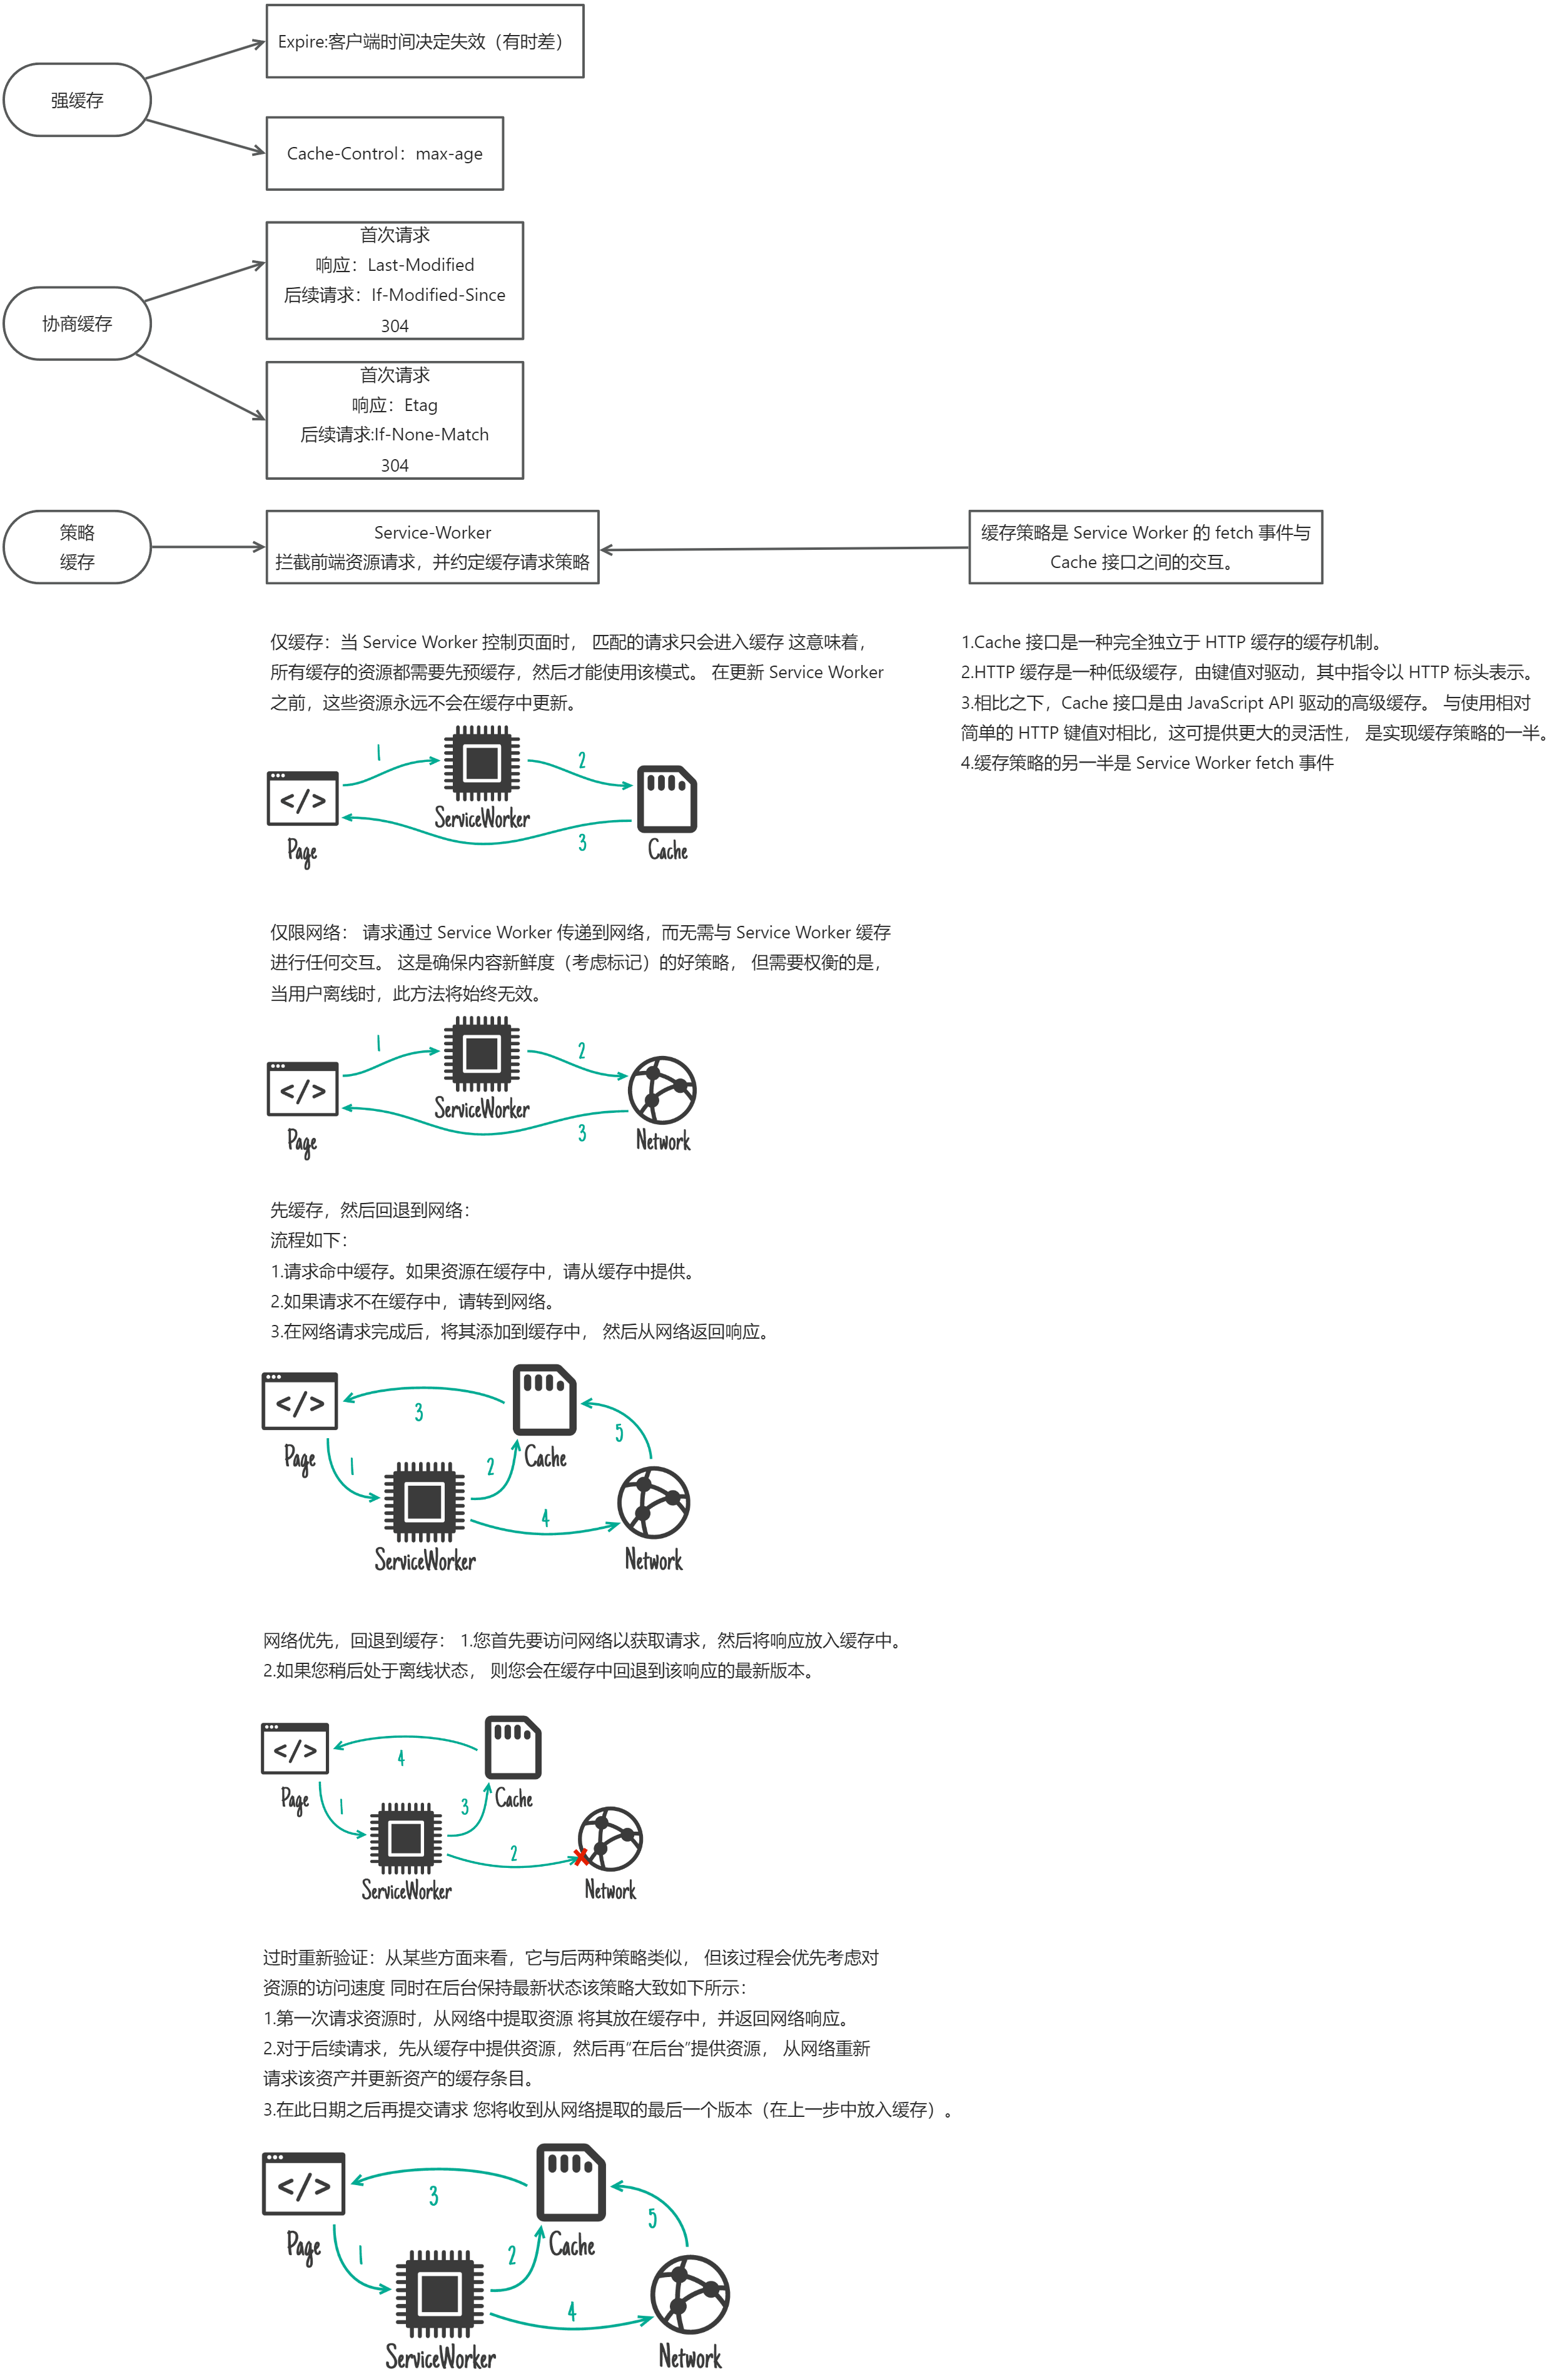 强缓存
Expire:客户端时间决定失效（有时差）
Cache-Control：max-age
协商缓存
首次请求
响应：Last-Modified
后续请求：If-Modified-Since
304
首次请求
响应：Etag
后续请求:If-None-Match
304
策略
缓存
Service-Worker
拦截前端资源请求，并约定缓存请求策略
缓存策略是 Service Worker 的 fetch 事件与
Cache 接口之间的交互。
仅缓存：当 Service Worker 控制页面时， 匹配的请求只会进入缓存 这意味着，
所有缓存的资源都需要先预缓存，然后才能使用该模式。 在更新 Service Worker
之前，这些资源永远不会在缓存中更新。
1.Cache 接口是一种完全独立于 HTTP 缓存的缓存机制。
2.HTTP 缓存是一种低级缓存，由键值对驱动，其中指令以 HTTP 标头表示。
3.相比之下，Cache 接口是由 JavaScript API 驱动的高级缓存。 与使用相对
简单的 HTTP 键值对相比，这可提供更大的灵活性， 是实现缓存策略的一半。
4.缓存策略的另一半是 Service Worker fetch 事件
1
2
</>
ServiceWorker
3
Page
Cache
仅限网络： 请求通过 Service Worker 传递到网络，而无需与 Service Worker 缓存
进行任何交互。 这是确保内容新鲜度（考虑标记）的好策略， 但需要权衡的是，
当用户离线时，此方法将始终无效。
1
2
</>
ServiceWorker
3
Page
Network
先缓存，然后回退到网络：
流程如下：
1.请求命中缓存。如果资源在缓存中，请从缓存中提供。
2.如果请求不在缓存中，请转到网络。
3.在网络请求完成后，将其添加到缓存中， 然后从网络返回响应。
</>
3
5
Page
Cache
1
2
4
ServiceWorker
Network
网络优先，回退到缓存： 1.您首先要访问网络以获取请求，然后将响应放入缓存中。
2.如果您稍后处于离线状态， 则您会在缓存中回退到该响应的最新版本。
</>
4
Page
Cache
1
3
2
ServiceWorker
Network
过时重新验证：从某些方面来看，它与后两种策略类似， 但该过程会优先考虑对
资源的访问速度 同时在后台保持最新状态该策略大致如下所示：
1.第一次请求资源时，从网络中提取资源 将其放在缓存中，并返回网络响应。
2.对于后续请求，先从缓存中提供资源，然后再“在后台”提供资源， 从网络重新
请求该资产并更新资产的缓存条目。
3.在此日期之后再提交请求 您将收到从网络提取的最后一个版本（在上一步中放入缓存）。
</>
3
5
Page
Cache
1
2
4
ServiceWorker
Network